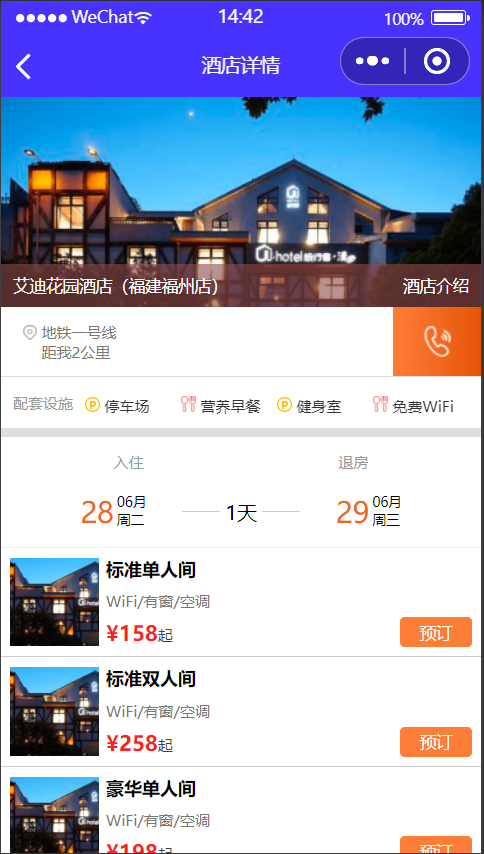 WeChat 14:42 100%
酒店详情
hotel
艾迪花园酒店（福建福州店） 酒店介绍
地铁一号线
距我2公里
配套设施 停车场 营养早餐 健身室 免费WiFi
入住 退房
28 06月 周二 1天 29 06月 周三
标准单人间
WiFi/有窗/空调
¥158起 预订
标准双人间
WiFi/有窗/空调
¥258起 预订
豪华单人间
WiFi/有窗/空调
¥198起 预订